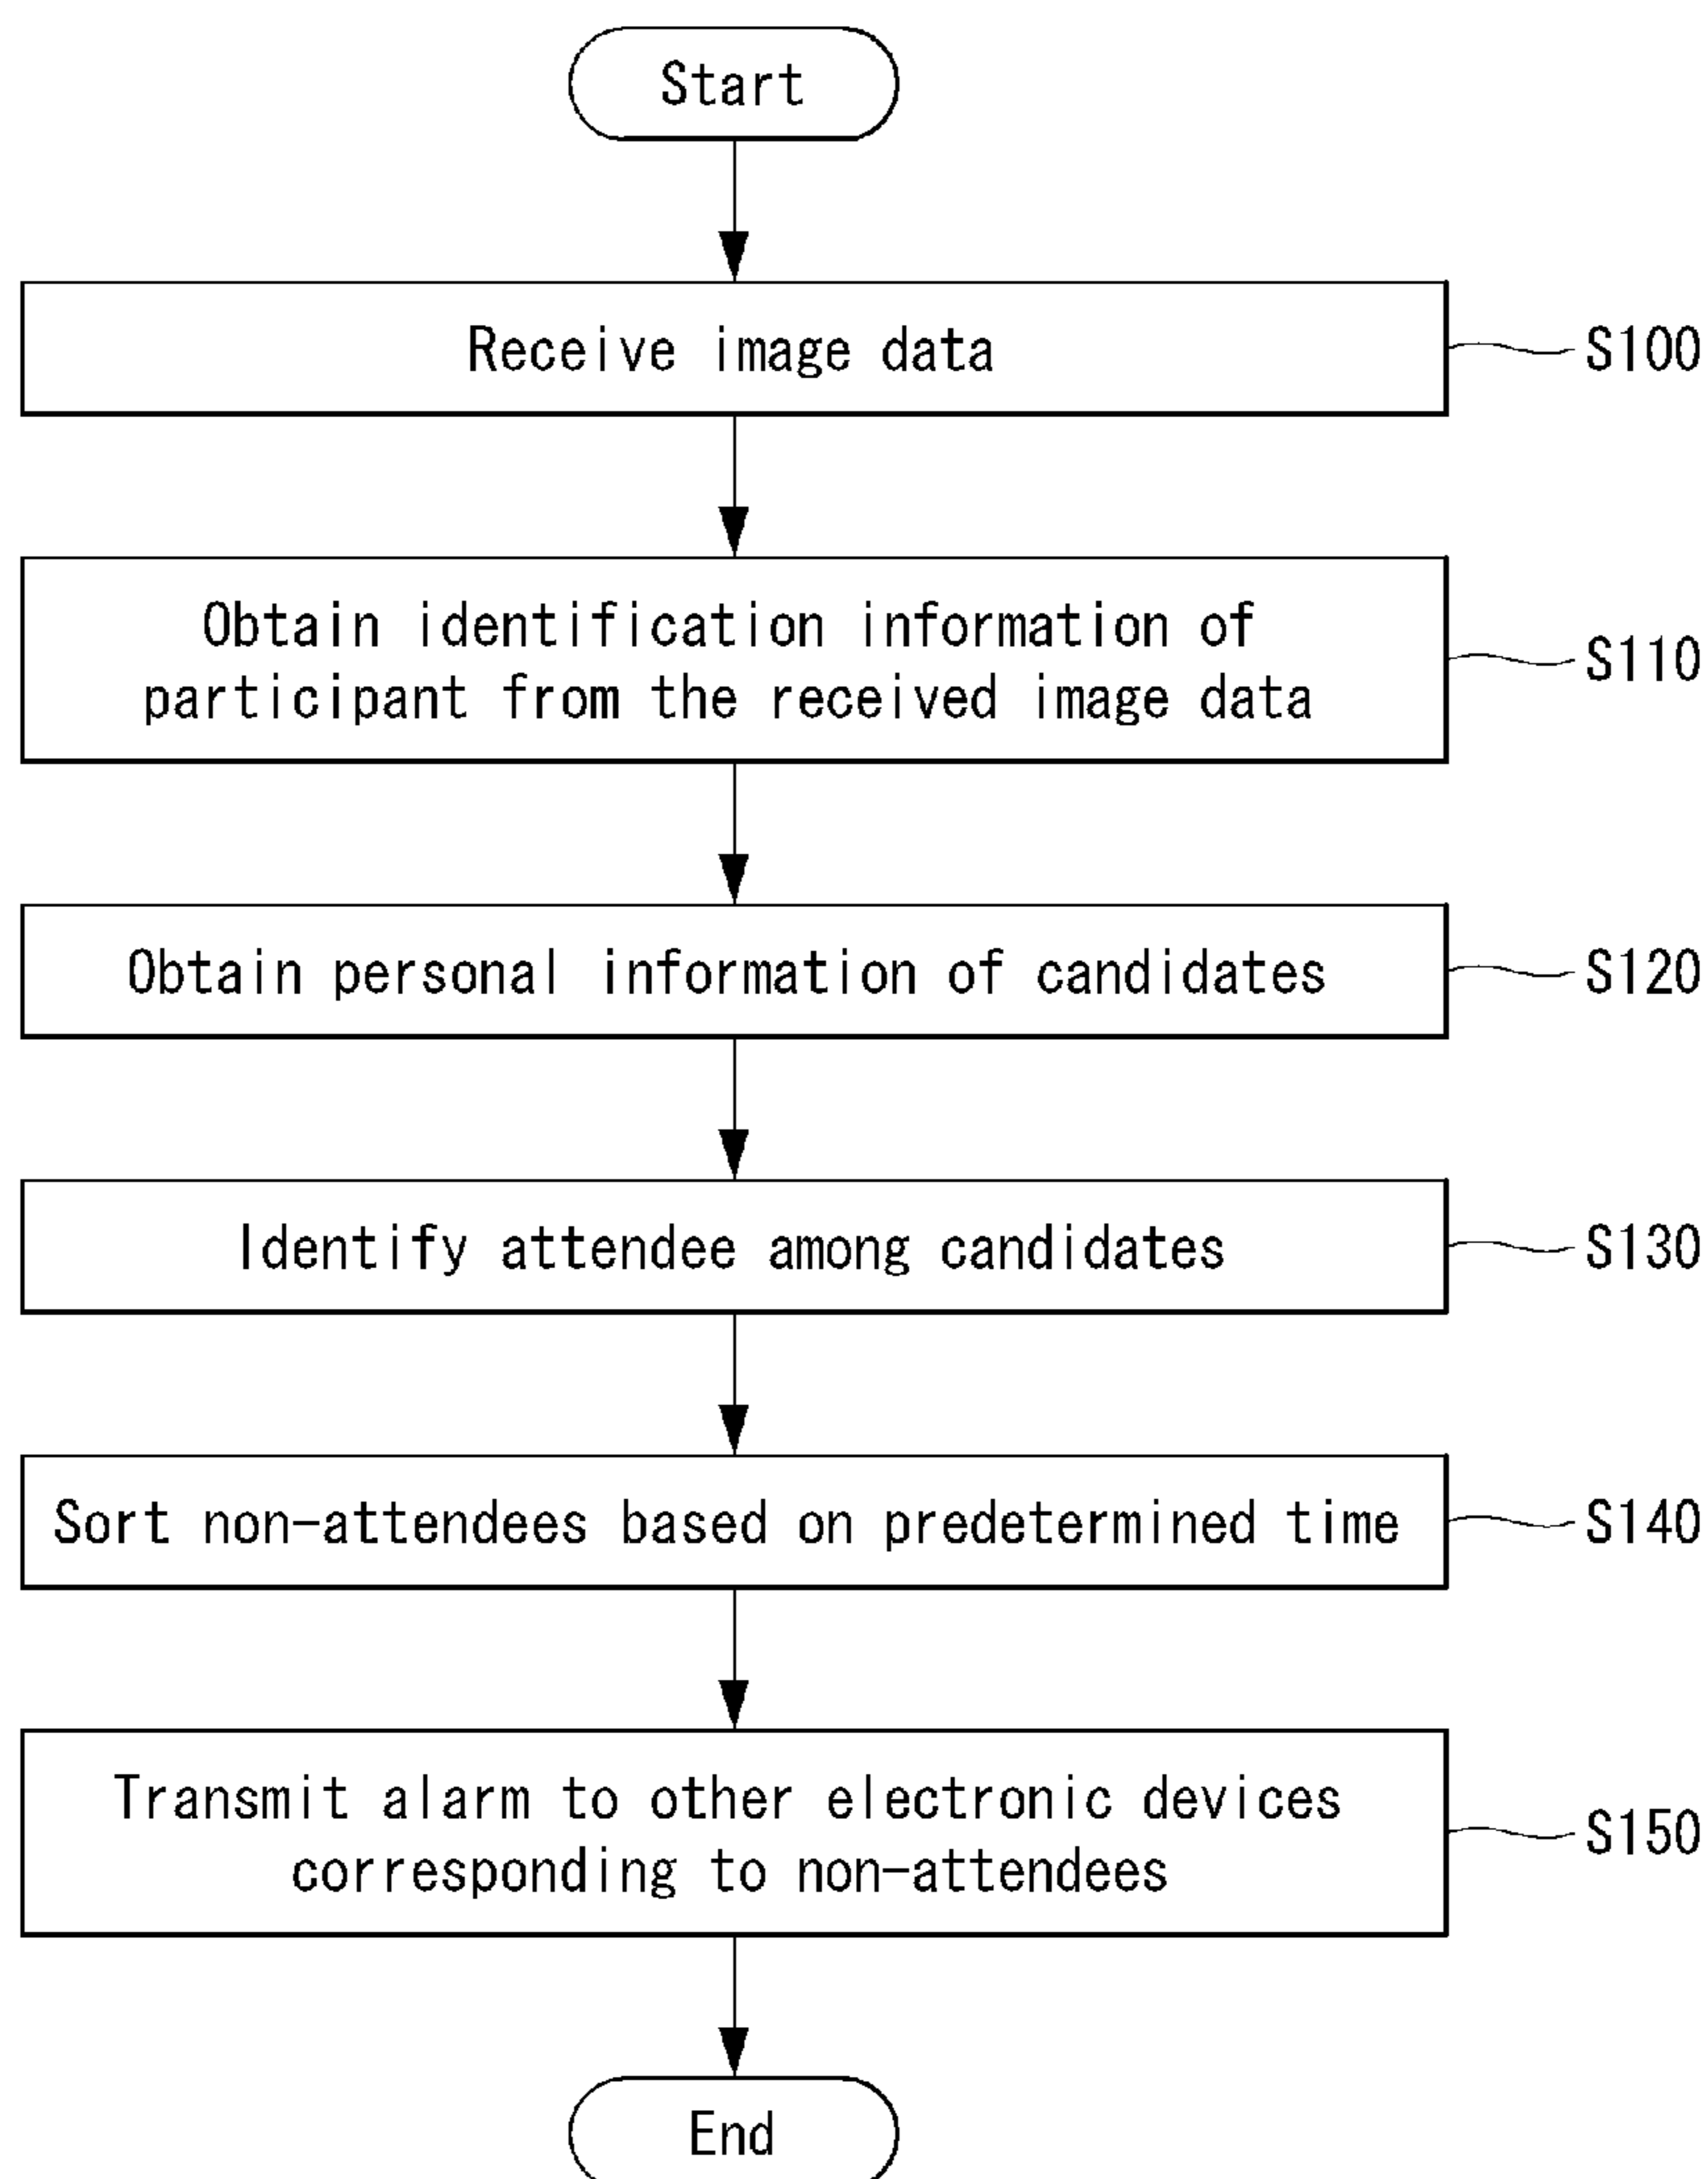 Start
Receive image data
S100
Obtain identification information of
participant from the received image data
S110
Obtain personal information of candidates
S120
Identify attendee among candidates
S130
Sort non-attendees based on predetermined time
S140
Transmit alarm to other electronic devices
corresponding to non-attendees
S150
End